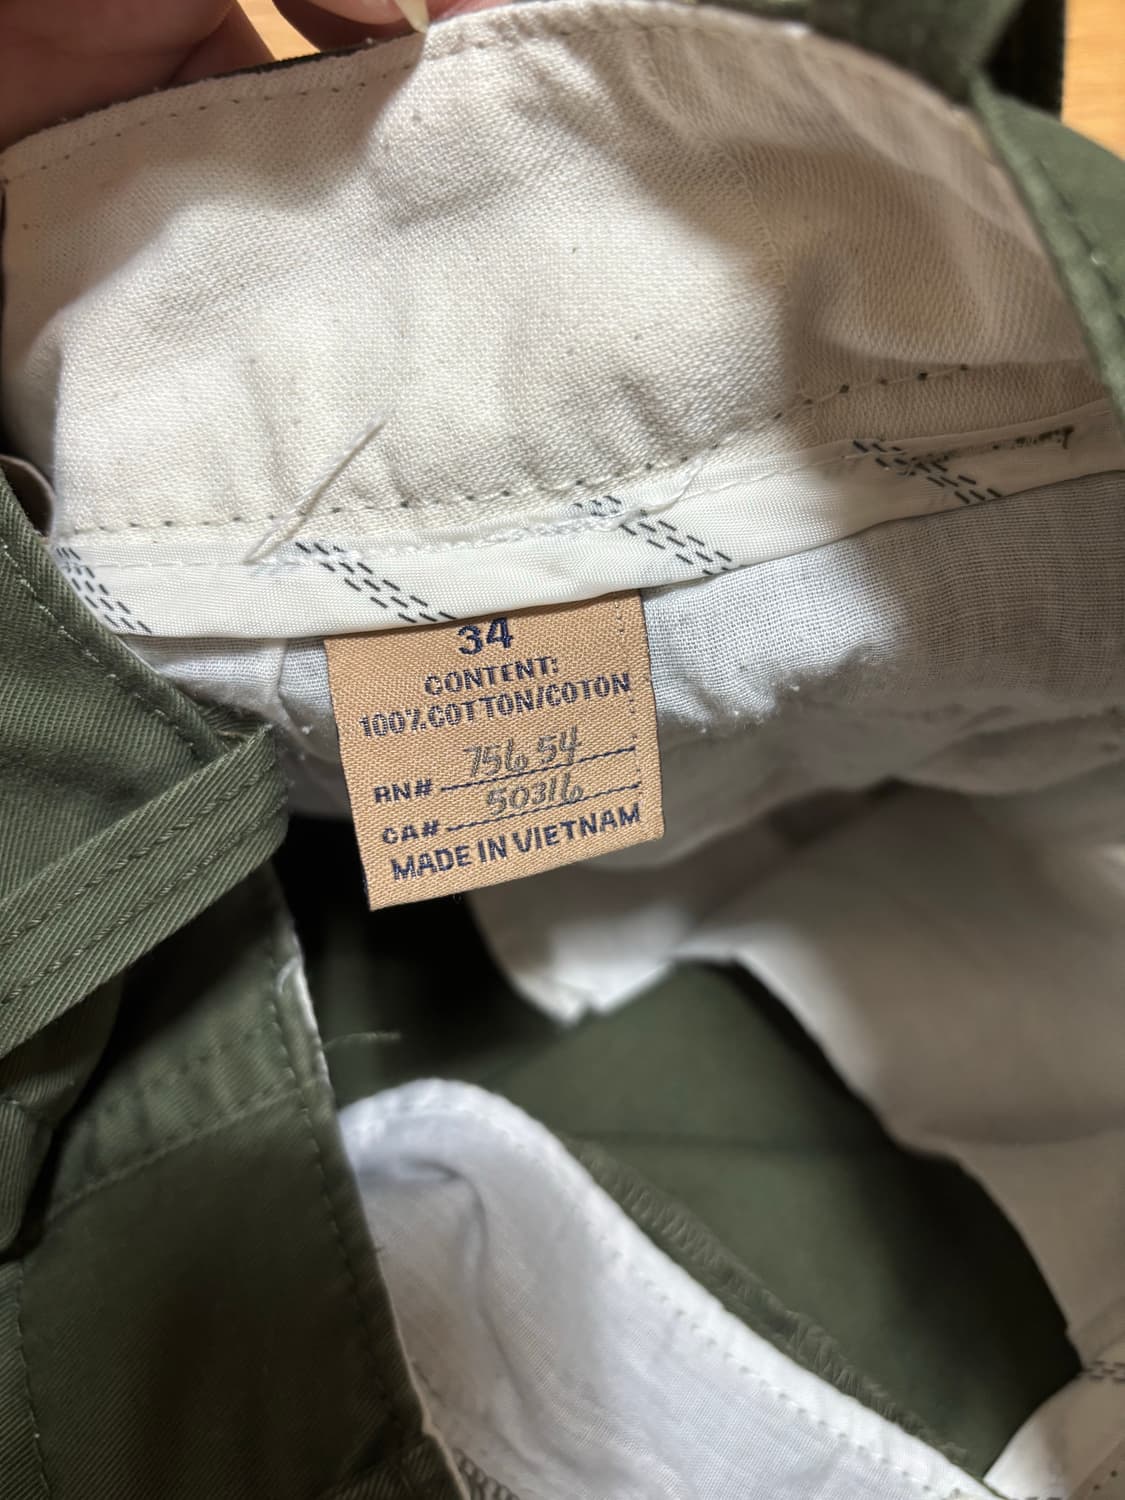 34
CONTENT:
100%COTTON/COTON
RN# 75654
CA# 50316
MADE IN VIETNAM